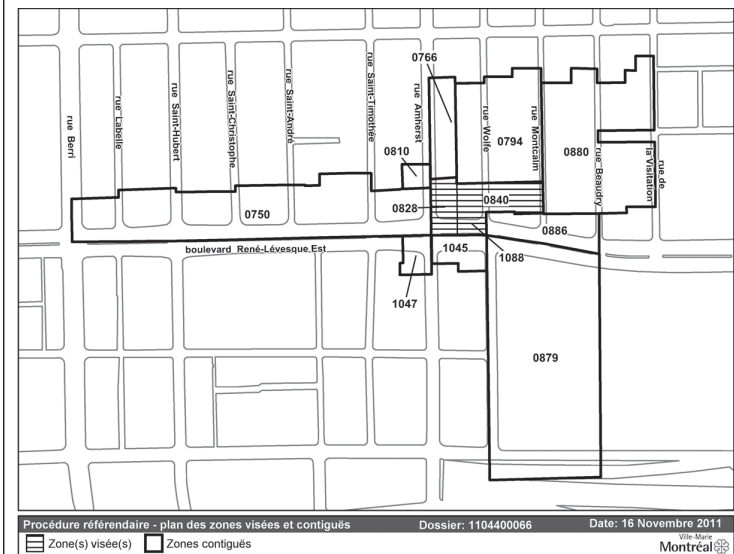 0766
rue Berri
rue Labelle
rue Saint-Hubert
rue Saint-Christophe
rue Saint-André
rue Saint-Timothée
rue Amherst
rue Wolfe
rue Montcalm
rue Beaudry
rue de
la Visitation
0794
0880
0810
0828
0840
0750
0886
boulevard René-Lévesque Est
1045
1088
1047
0879
Procédure référendaire - plan des zones visées et contiguës Dossier: 1104400066 Date: 16 Novembre 2011
Zone(s) visée(s) Zones contiguës
Ville-Marie
Montréal